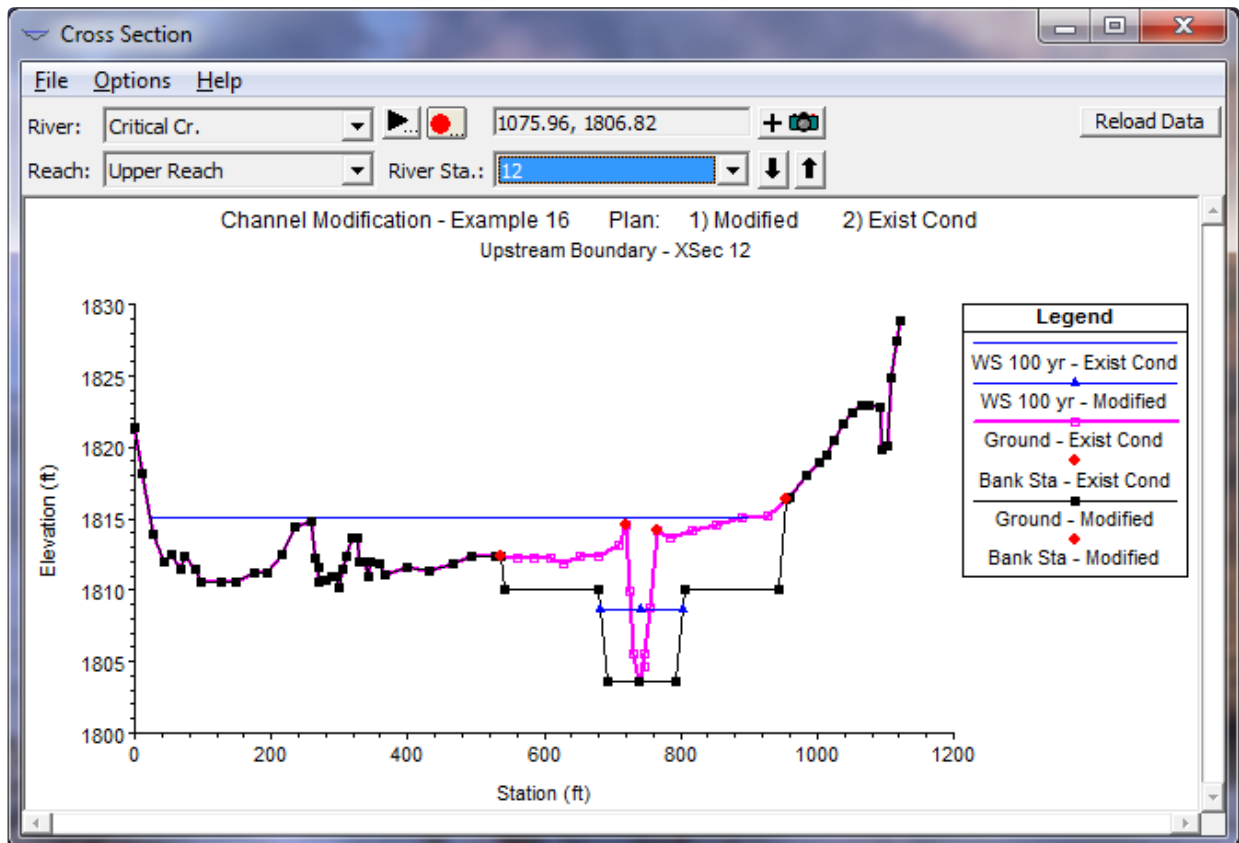 Cross Section
File Options Help
River: Critical Cr. 1075.96, 1806.82 Reload Data
Reach: Upper Reach River Sta.: 12
Channel Modification - Example 16 Plan: 1) Modified 2) Exist Cond
Upstream Boundary - XSec 12
1830
1825
1820
1815
1810
1805
1800
Elevation (ft)
0 200 400 600 800 1000 1200
Station (ft)
Legend
WS 100 yr - Exist Cond
WS 100 yr - Modified
Ground - Exist Cond
Bank Sta - Exist Cond
Ground - Modified
Bank Sta - Modified